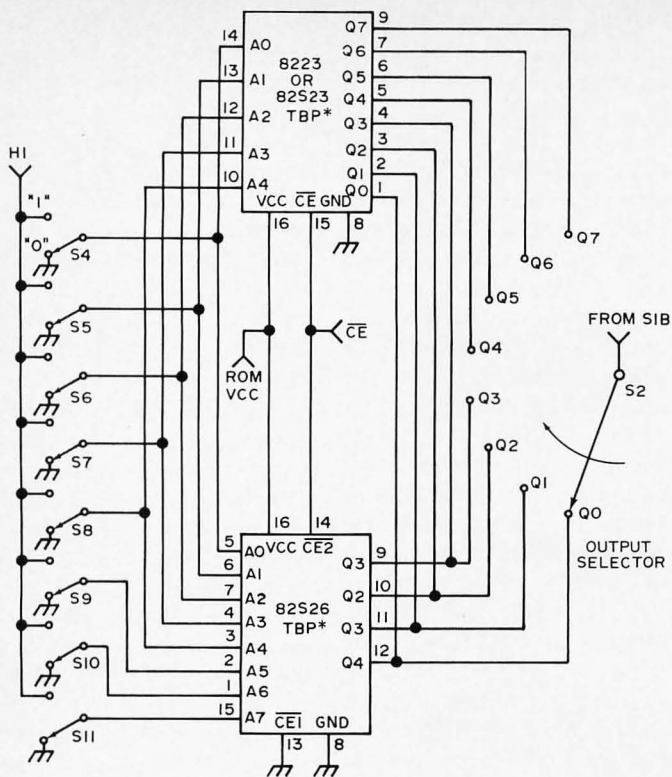 14 A0
13 A1
12 A2
11 A3
10 A4
8223
OR
82S23
TBP*
Q7 9
Q6 7
Q5 6
Q4 5
Q3 4
Q2 3
Q1 2
Q0 1
VCC CE GND
16 15 8
HI
"1"
"0"
S4
S5
S6
S7
S8
S9
S10
S11
ROM
VCC
CE
Q7
Q6
Q5
Q4
Q3
Q2
Q1
Q0
FROM S1B
S2
OUTPUT
SELECTOR
16 14
VCC CE2
5 A0
6 A1
7 A2
4 A3
3 A4
2 A5
1 A6
15 A7
82S26
TBP*
Q3 9
Q2 10
Q3 11
Q4 12
CE1 GND
13 8